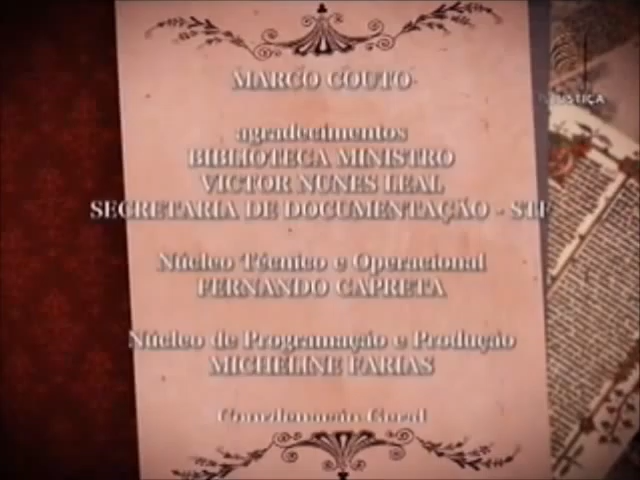 MARCO COUTO
agradecimentos
BIBLIOTECA MINISTRO
VICTOR NUNES LEAL
SECRETARIA DE DOCUMENTAÇÃO - STF
Núcleo Técnico e Operacional
FERNANDO CAPRETA
Núcleo de Programação e Produção
MICHELINE FARIAS
Coordenação Geral